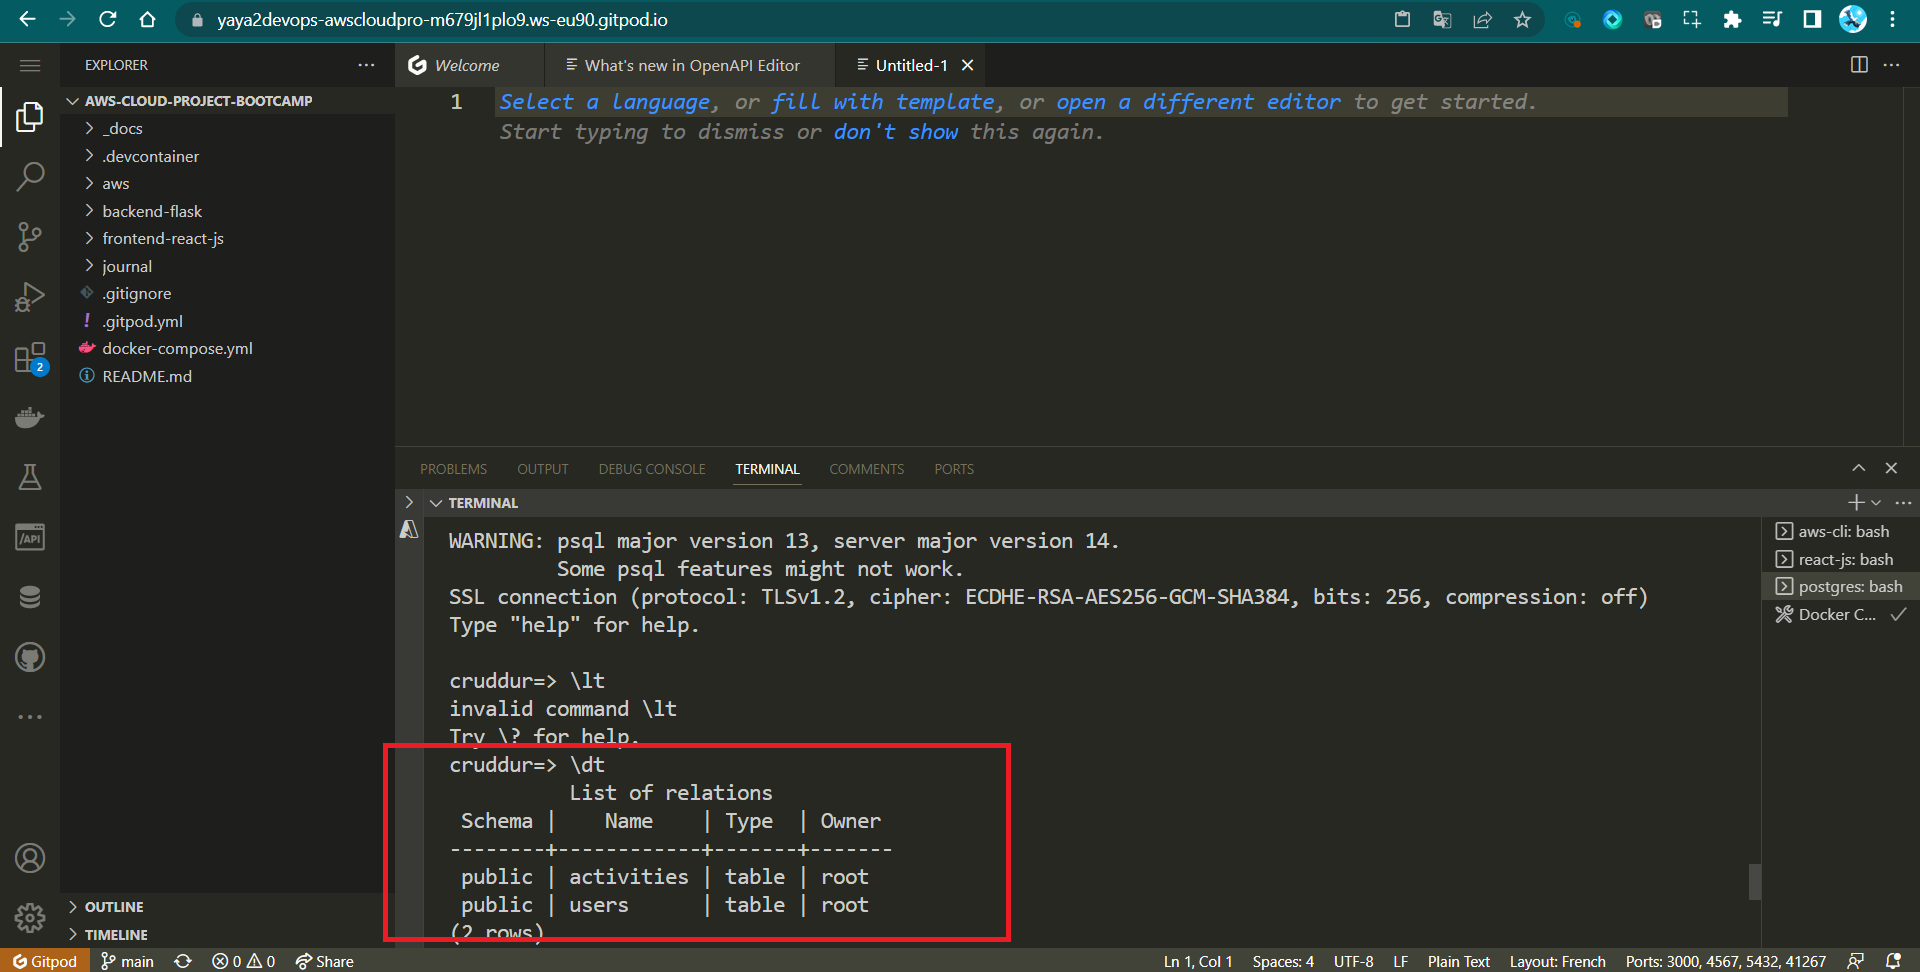 yaya2devops-awscloudpro-m679jl1plo9.ws-eu90.gitpod.io
EXPLORER
Welcome
What's new in OpenAPI Editor
Untitled-1
AWS-CLOUD-PROJECT-BOOTCAMP
_docs
.devcontainer
aws
backend-flask
frontend-react-js
journal
.gitignore
! .gitpod.yml
docker-compose.yml
README.md
2
/API
OUTLINE
TIMELINE
1 Select a language, or fill with template, or open a different editor to get started.
Start typing to dismiss or don't show this again.
PROBLEMS OUTPUT DEBUG CONSOLE TERMINAL COMMENTS PORTS
TERMINAL
WARNING: psql major version 13, server major version 14.
Some psql features might not work.
SSL connection (protocol: TLSv1.2, cipher: ECDHE-RSA-AES256-GCM-SHA384, bits: 256, compression: off)
Type "help" for help.
cruddur=> \lt
invalid command \lt
Try \? for help.
cruddur=> \dt
List of relations
Schema | Name | Type | Owner
--------+------------+-------+-------
public | activities | table | root
public | users | table | root
(2 rows)
aws-cli: bash
react-js: bash
postgres: bash
Docker C...
Gitpod main 0 0 Share Ln 1, Col 1 Spaces: 4 UTF-8 LF Plain Text Layout: French Ports: 3000, 4567, 5432, 41267